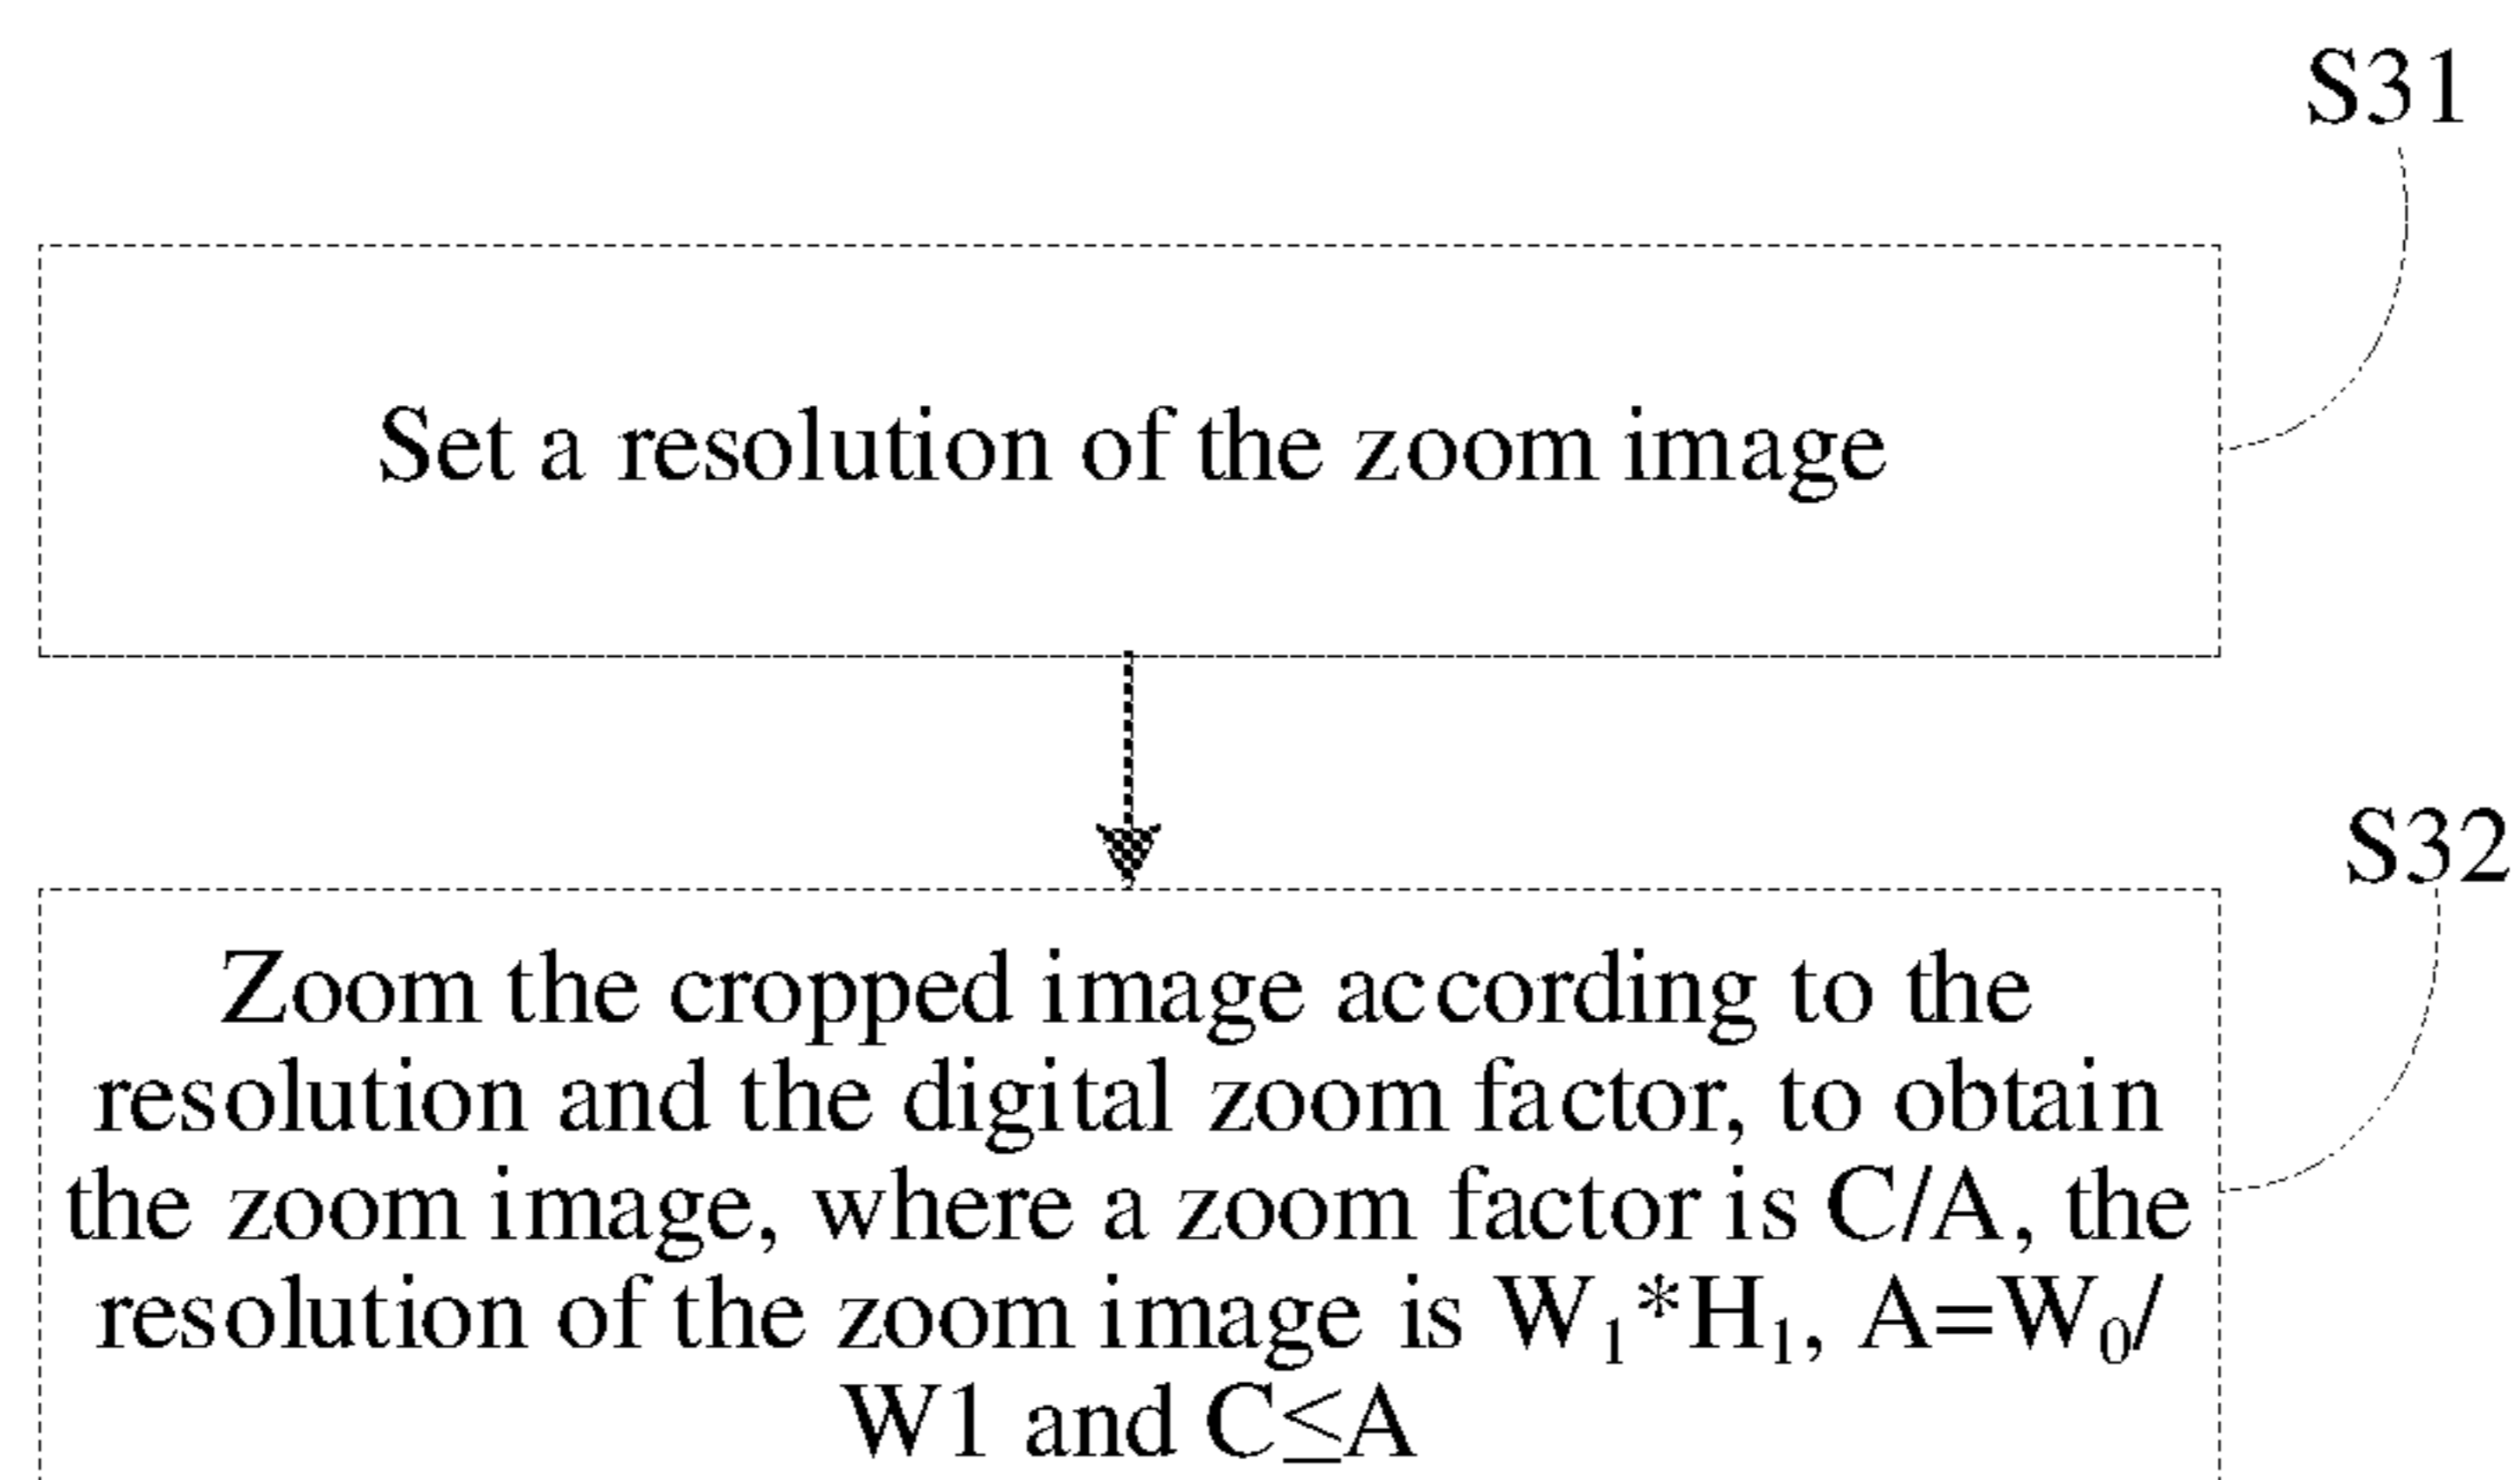 S31
Set a resolution of the zoom image
S32
Zoom the cropped image according to the
resolution and the digital zoom factor, to obtain
the zoom image, where a zoom factor is C/A, the
resolution of the zoom image is W₁*H₁, A=W₀/
W1 and C≤A